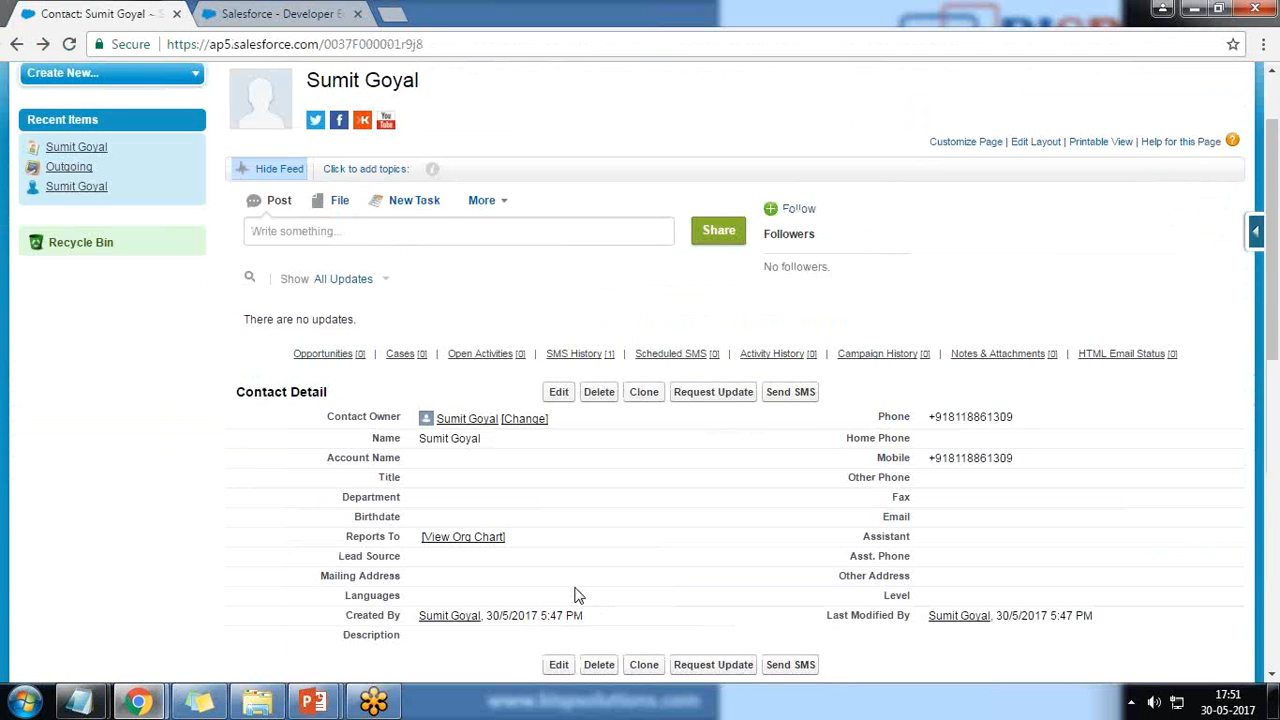 Contact: Sumit Goyal ~ S
Salesforce - Developer E
Secure
https://ap5.salesforce.com/0037F000001r9j8
Create New...
Sumit Goyal
Recent Items
Sumit Goyal
Outgoing
Sumit Goyal
Recycle Bin
You Tube
Customize Page | Edit Layout | Printable View | Help for this Page
Hide Feed
Click to add topics:
Post File New Task More
Write something...
Share
Follow
Followers
No followers.
Show All Updates
There are no updates.
Opportunities [0] | Cases [0] | Open Activities [0] | SMS History [1] | Scheduled SMS [0] | Activity History [0] | Campaign History [0] | Notes & Attachments [0] | HTML Email Status [0]
Contact Detail
Edit Delete Clone Request Update Send SMS
Contact Owner Sumit Goyal [Change] Phone +918118861309
Name Sumit Goyal Home Phone
Account Name Mobile +918118861309
Title Other Phone
Department Fax
Birthdate Email
Reports To [View Org Chart] Assistant
Lead Source Asst. Phone
Mailing Address Other Address
Languages Level
Created By Sumit Goyal, 30/5/2017 5:47 PM Last Modified By Sumit Goyal, 30/5/2017 5:47 PM
Description
Edit Delete Clone Request Update Send SMS
www.bispsolutions.com
17:51
30-05-2017